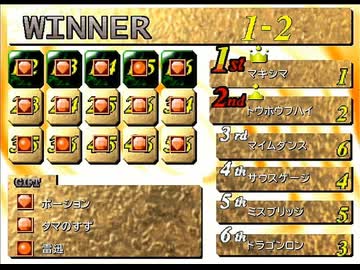 WINNER
1-2
1st マキシマ 1
2nd トウホウフハイ 2
3rd マイムダンス 6
4th サウスゲージ 4
5th ミスブリッジ 5
6th ドラゴンロン 3
GIFT
ポーション
タマのすず
雷迅